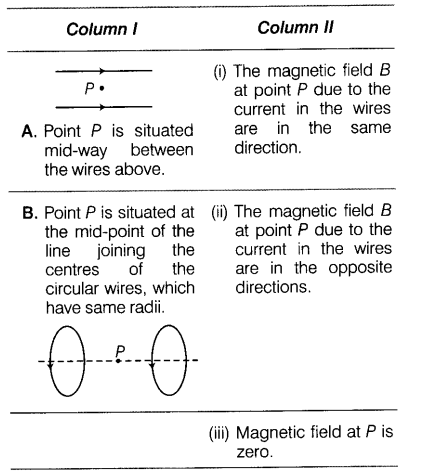 Column I
Column II
P
A. Point P is situated
mid-way between
the wires above.
(i) The magnetic field B
at point P due to the
current in the wires
are in the same
direction.
B. Point P is situated at
the mid-point of the
line joining the
centres of the
circular wires, which
have same radii.
P
(ii) The magnetic field B
at point P due to the
current in the wires
are in the opposite
directions.
(iii) Magnetic field at P is
zero.